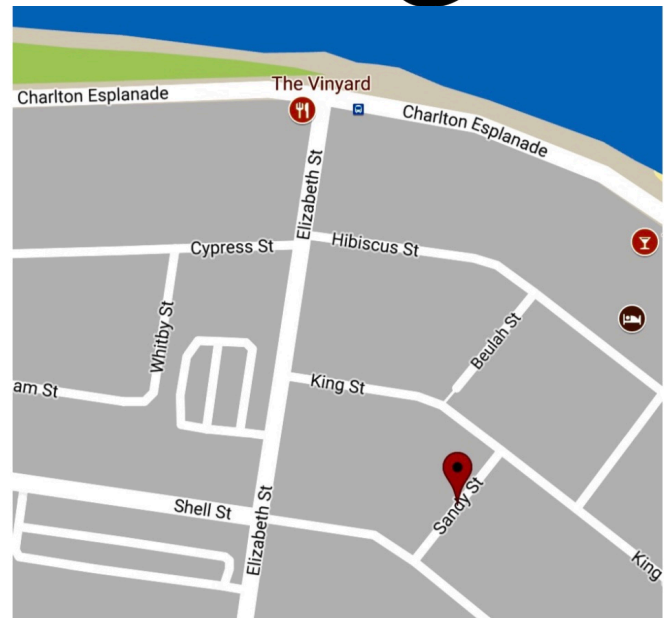 The Vinyard
Charlton Esplanade
Charlton Esplanade
Elizabeth St
Cypress St
Hibiscus St
Whitby St
Beulah St
King St
am St
Sandy St
Shell St
Elizabeth St
King